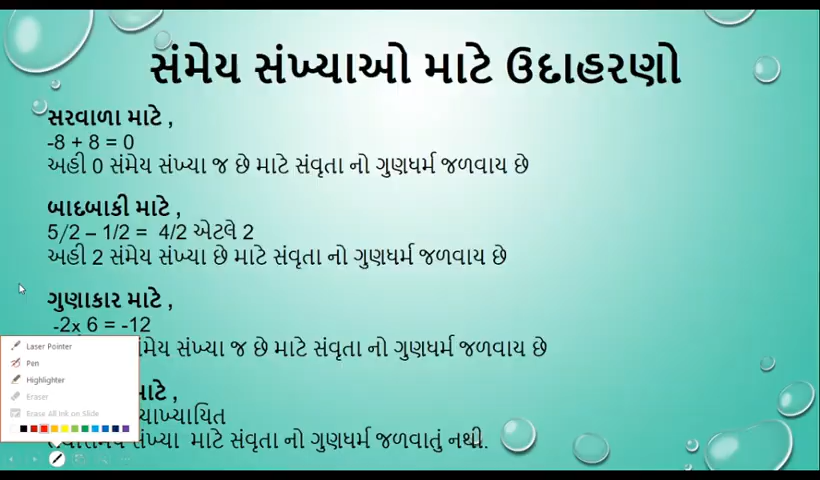 સંમેય સંખ્યાઓ માટે ઉદાહરણો
સરવાળા માટે ,
-8 + 8 = 0
અહી 0 સંમેય સંખ્યા જ છે માટે સંવૃતા નો ગુણધર્મ જળવાય છે
બાદબાકી માટે ,
5/2 – 1/2 = 4/2 એટલે 2
અહી 2 સંમેય સંખ્યા છે માટે સંવૃતા નો ગુણધર્મ જળવાય છે
ગુણાકાર માટે ,
-2x 6 = -12
સંખ્યા જ છે માટે સંવૃતા નો ગુણધર્મ જળવાય છે
માટે ,
સંખ્યા માટે સંવૃતા નો ગુણધર્મ જળવાતું નથી.
Laser Pointer
Pen
Highlighter
Eraser
Erase All Ink on Slide